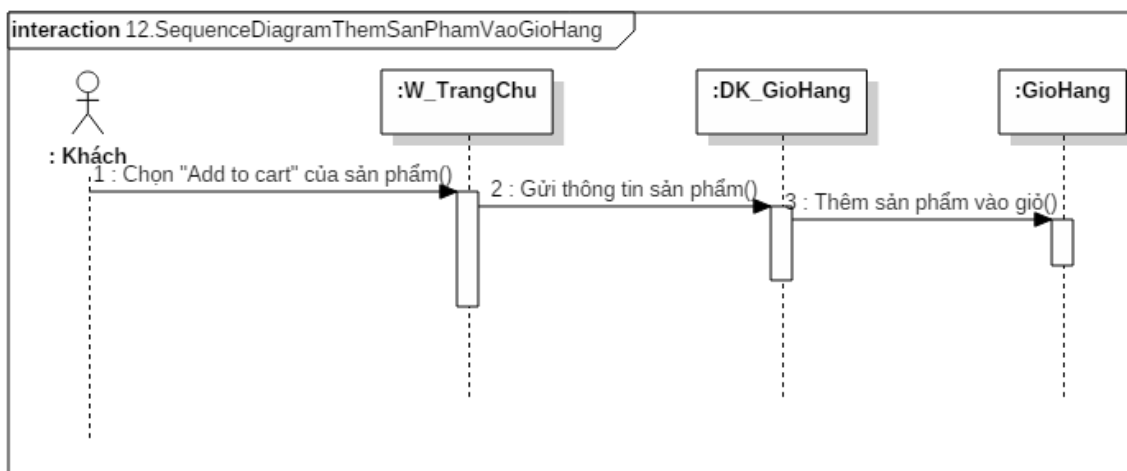 interaction 12.SequenceDiagramThemSanPhamVaoGioHang
:W_TrangChu
:DK_GioHang
:GioHang
: Khách
1 : Chọn "Add to cart" của sản phẩm()
2 : Gửi thông tin sản phẩm()
3 : Thêm sản phẩm vào giỏ()